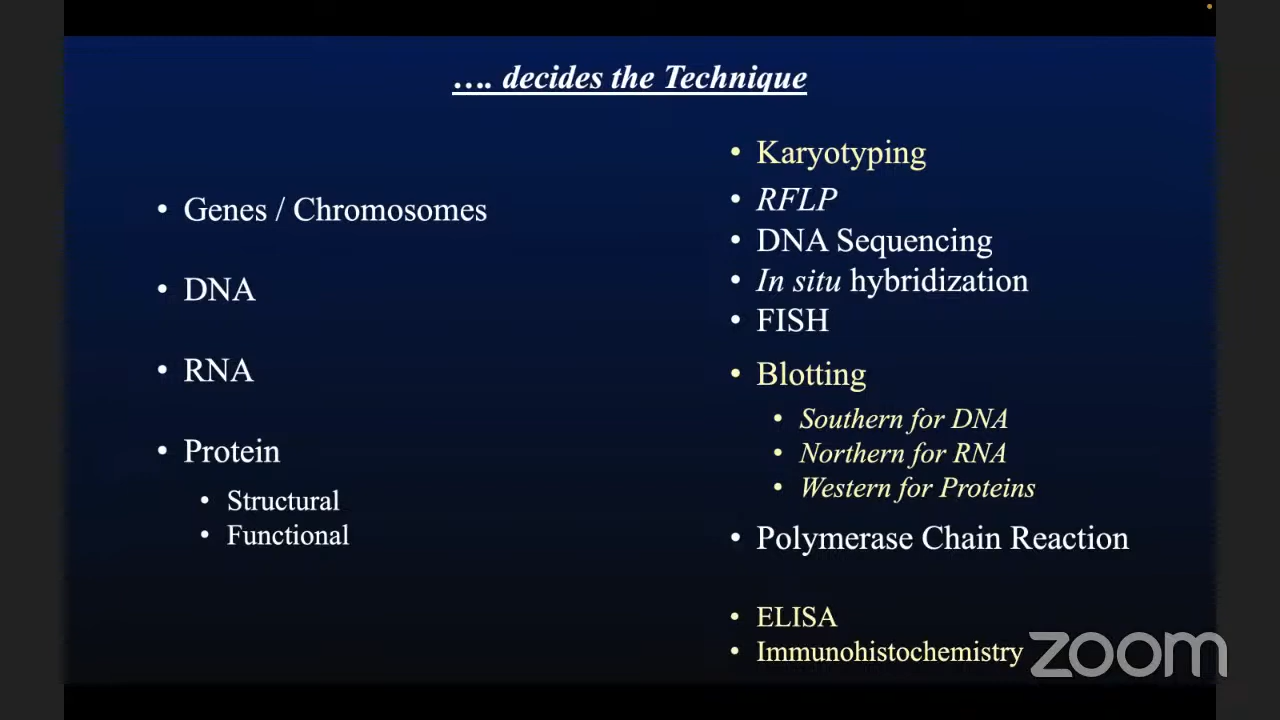 …. decides the Technique
• Genes / Chromosomes
• DNA
• RNA
• Protein
• Structural
• Functional
• Karyotyping
• RFLP
• DNA Sequencing
• In situ hybridization
• FISH
• Blotting
• Southern for DNA
• Northern for RNA
• Western for Proteins
• Polymerase Chain Reaction
• ELISA
• Immunohistochemistry
zoom